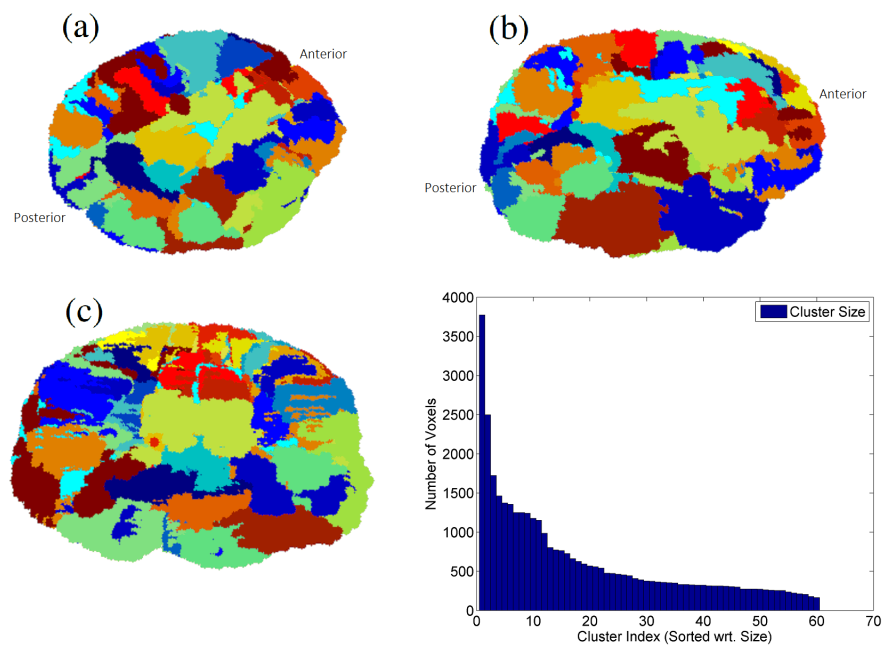 (a)
Anterior
Posterior
(b)
Anterior
Posterior
(c)
4000
3500
3000
2500
2000
1500
1000
500
0
Number of Voxels
Cluster Size
0 10 20 30 40 50 60 70
Cluster Index (Sorted wrt. Size)